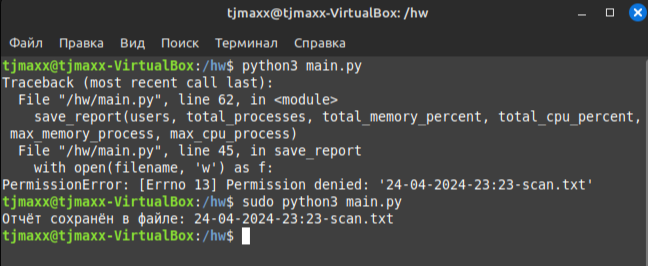 tjmaxx@tjmaxx-VirtualBox: /hw
Файл Правка Вид Поиск Терминал Справка
tjmaxx@tjmaxx-VirtualBox:/hw$ python3 main.py
Traceback (most recent call last):
  File "/hw/main.py", line 62, in <module>
    save_report(users, total_processes, total_memory_percent, total_cpu_percent,
 max_memory_process, max_cpu_process)
  File "/hw/main.py", line 45, in save_report
    with open(filename, 'w') as f:
PermissionError: [Errno 13] Permission denied: '24-04-2024-23:23-scan.txt'
tjmaxx@tjmaxx-VirtualBox:/hw$ sudo python3 main.py
Отчёт сохранён в файле: 24-04-2024-23:23-scan.txt
tjmaxx@tjmaxx-VirtualBox:/hw$